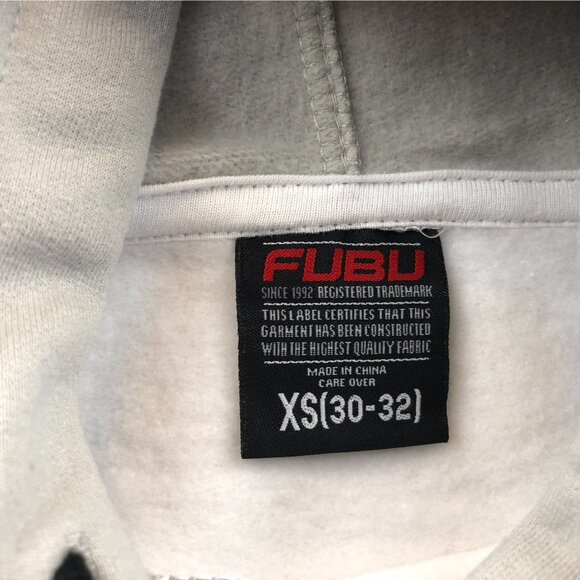 FUBU
SINCE 1992 REGISTERED TRADEMARK
THIS LABEL CERTIFIES THAT THIS
GARMENT HAS BEEN CONSTRUCTED
WITH THE HIGHEST QUALITY FABRIC
MADE IN CHINA
CARE OVER
XS(30-32)